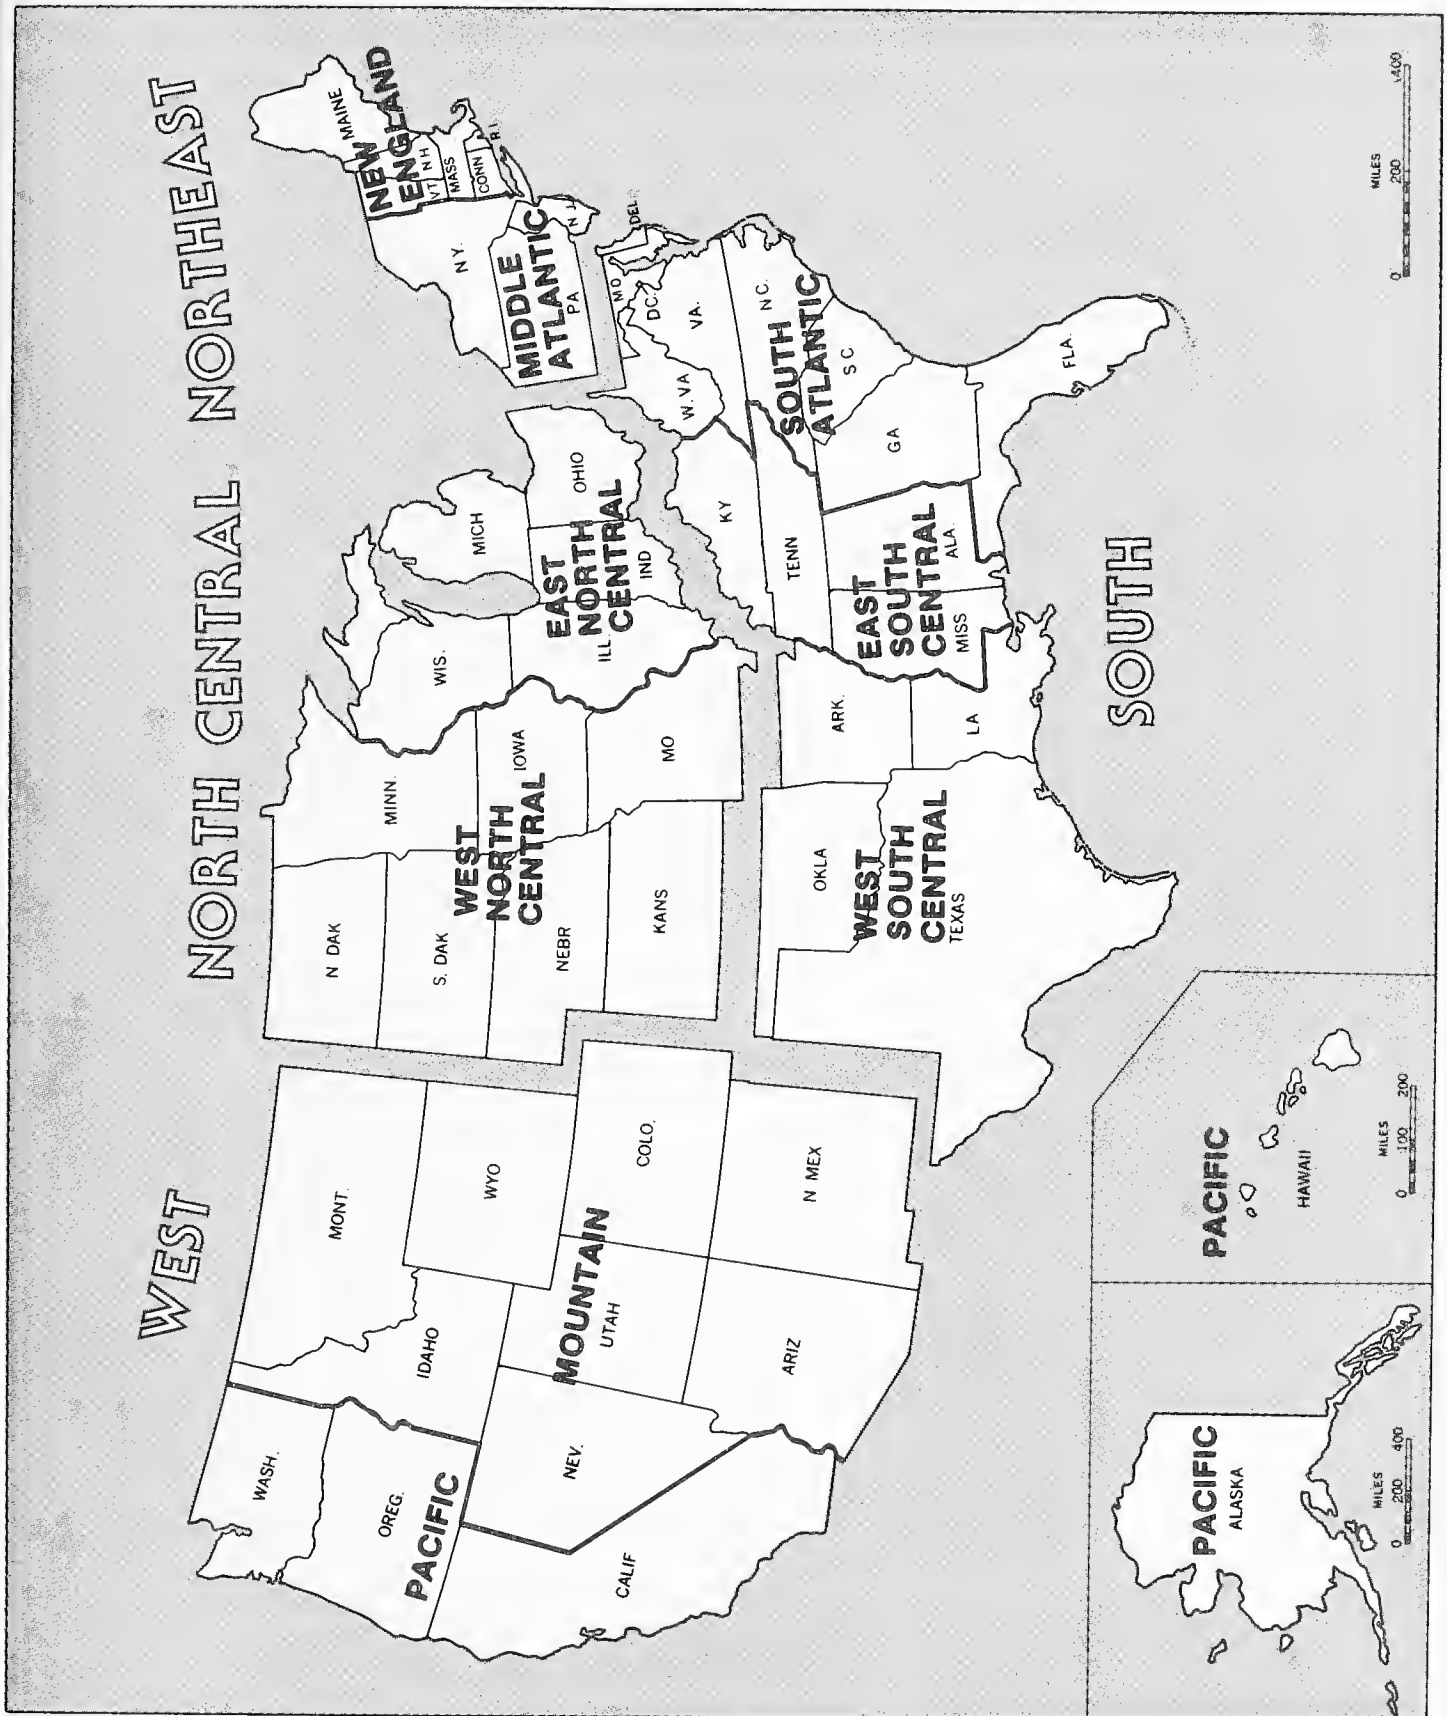 WEST
NORTH CENTRAL
NORTHEAST
SOUTH
WASH.
OREG.
PACIFIC
CALIF
NEV.
IDAHO
MONT.
WYO
MOUNTAIN
UTAH
COLO.
ARIZ
N MEX
N DAK
S. DAK
NEBR
KANS
MINN.
IOWA
MO
WEST
NORTH
CENTRAL
WIS.
MICH
ILL
IND
OHIO
EAST
NORTH
CENTRAL
NEW
ENGLAND
MAINE
VT
N H
MASS
CONN
R.I.
MIDDLE
ATLANTIC
N.Y.
PA
N J
DEL.
MD
DC.
VA.
W. VA
N C.
S C
GA
FLA.
SOUTH
ATLANTIC
KY
TENN
MISS
ALA.
EAST
SOUTH
CENTRAL
OKLA
ARK.
LA
TEXAS
WEST
SOUTH
CENTRAL
PACIFIC
ALASKA
MILES
0 200 400
PACIFIC
HAWAII
MILES
0 100 200
MILES
0 200 400